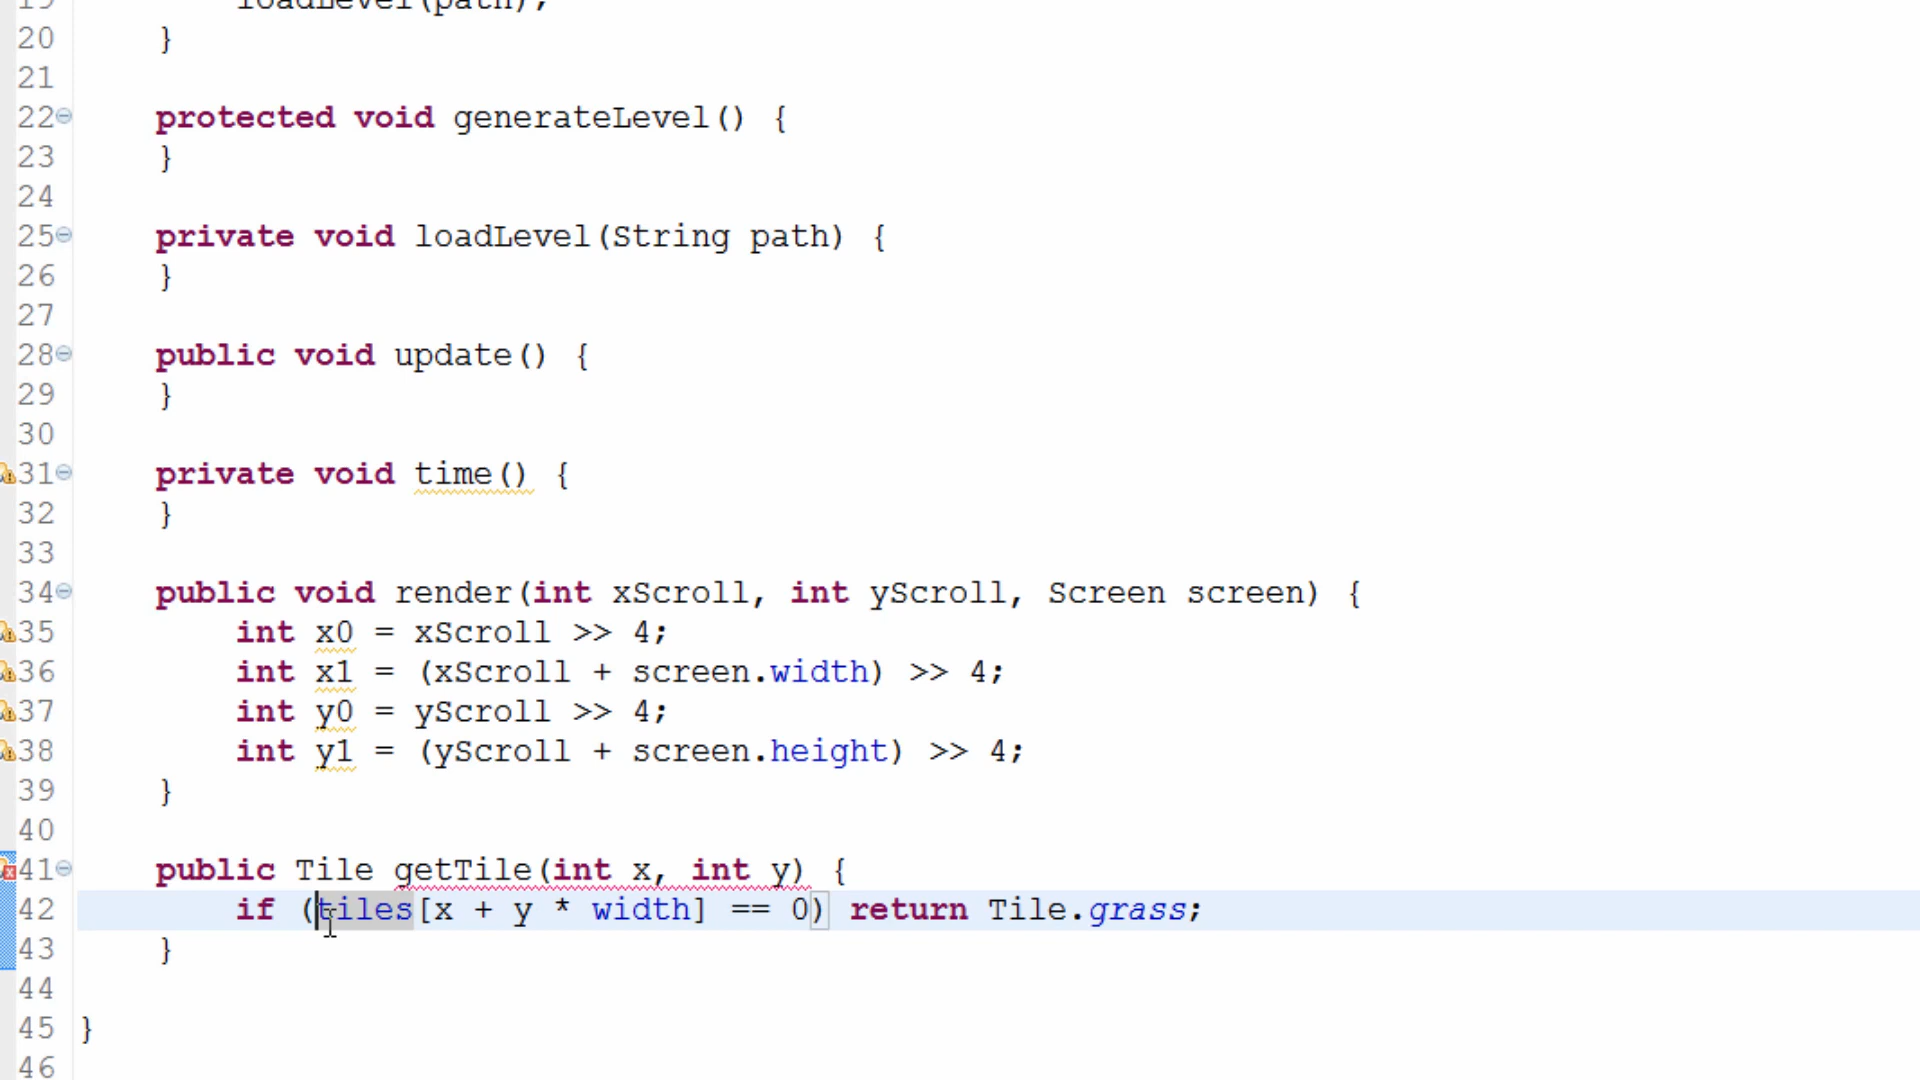 19 loadLevel(path);
20 }
21
22 protected void generateLevel() {
23 }
24
25 private void loadLevel(String path) {
26 }
27
28 public void update() {
29 }
30
31 private void time() {
32 }
33
34 public void render(int xScroll, int yScroll, Screen screen) {
35 int x0 = xScroll >> 4;
36 int x1 = (xScroll + screen.width) >> 4;
37 int y0 = yScroll >> 4;
38 int y1 = (yScroll + screen.height) >> 4;
39 }
40
41 public Tile getTile(int x, int y) {
42 if (tiles[x + y * width] == 0) return Tile.grass;
43 }
44
45 }
46